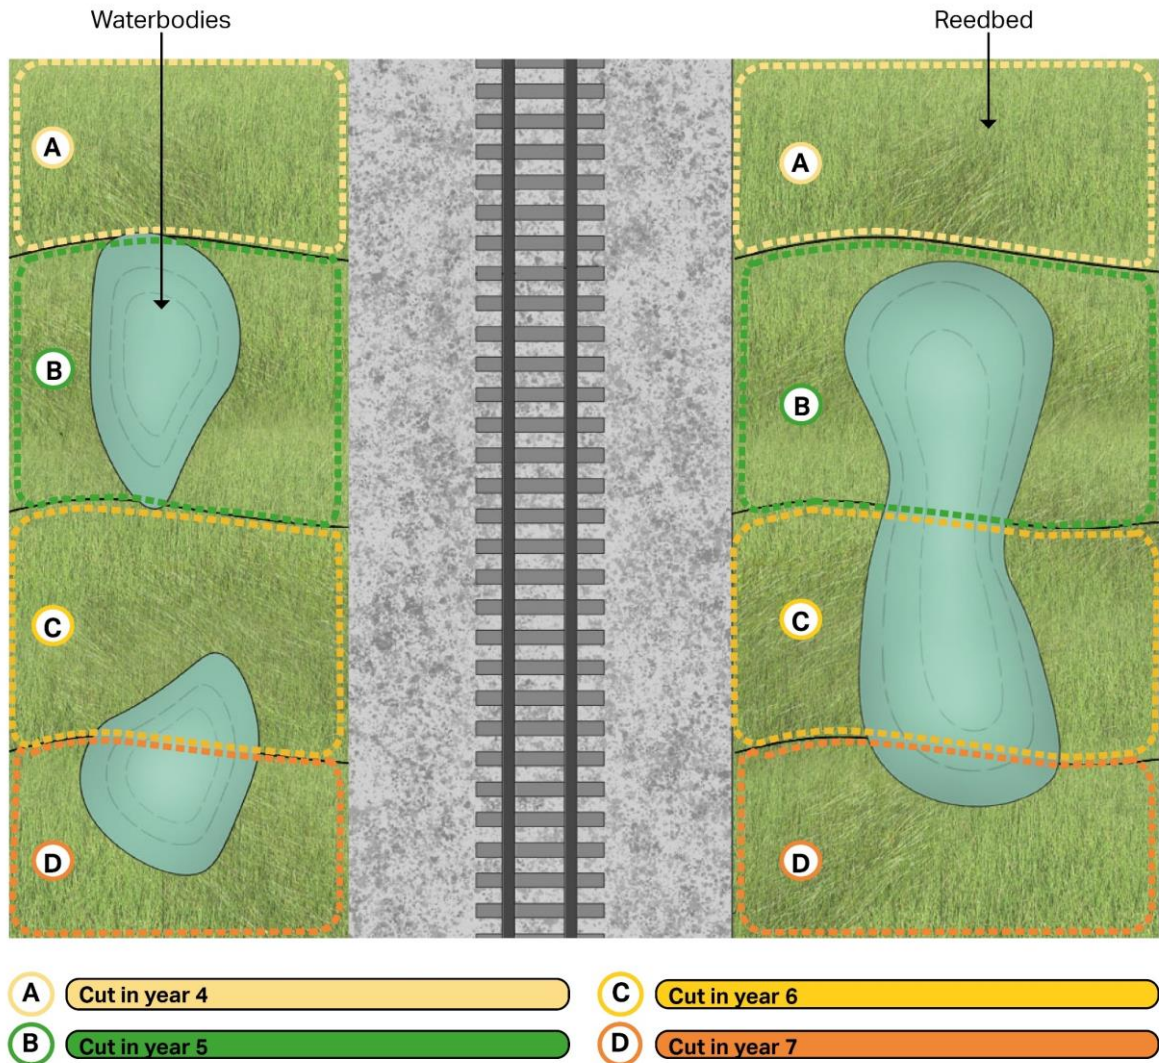 Waterbodies
Reedbed
A
A
B
B
C
C
D
D
A Cut in year 4
C Cut in year 6
B Cut in year 5
D Cut in year 7